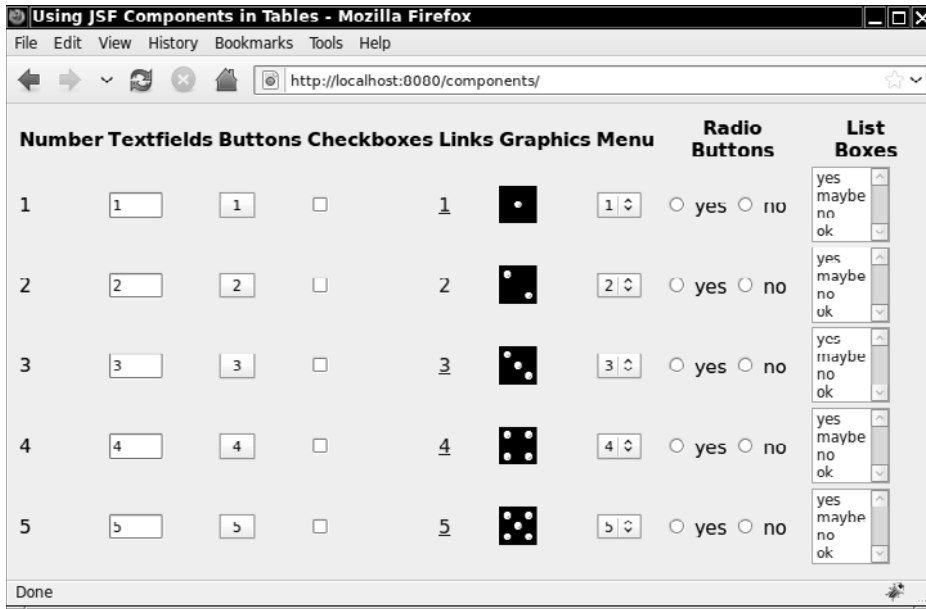 Using JSF Components in Tables - Mozilla Firefox
File Edit View History Bookmarks Tools Help
http://localhost:8080/components/
Number Textfields Buttons Checkboxes Links Graphics Menu Radio Buttons List Boxes
1 1 1 1 1 yes no
yes
maybe
no
ok
2 2 2 2 2 yes no
yes
maybe
no
ok
3 3 3 3 3 yes no
yes
maybe
no
ok
4 4 4 4 4 yes no
yes
maybe
no
ok
5 5 5 5 5 yes no
yes
maybe
no
ok
Done